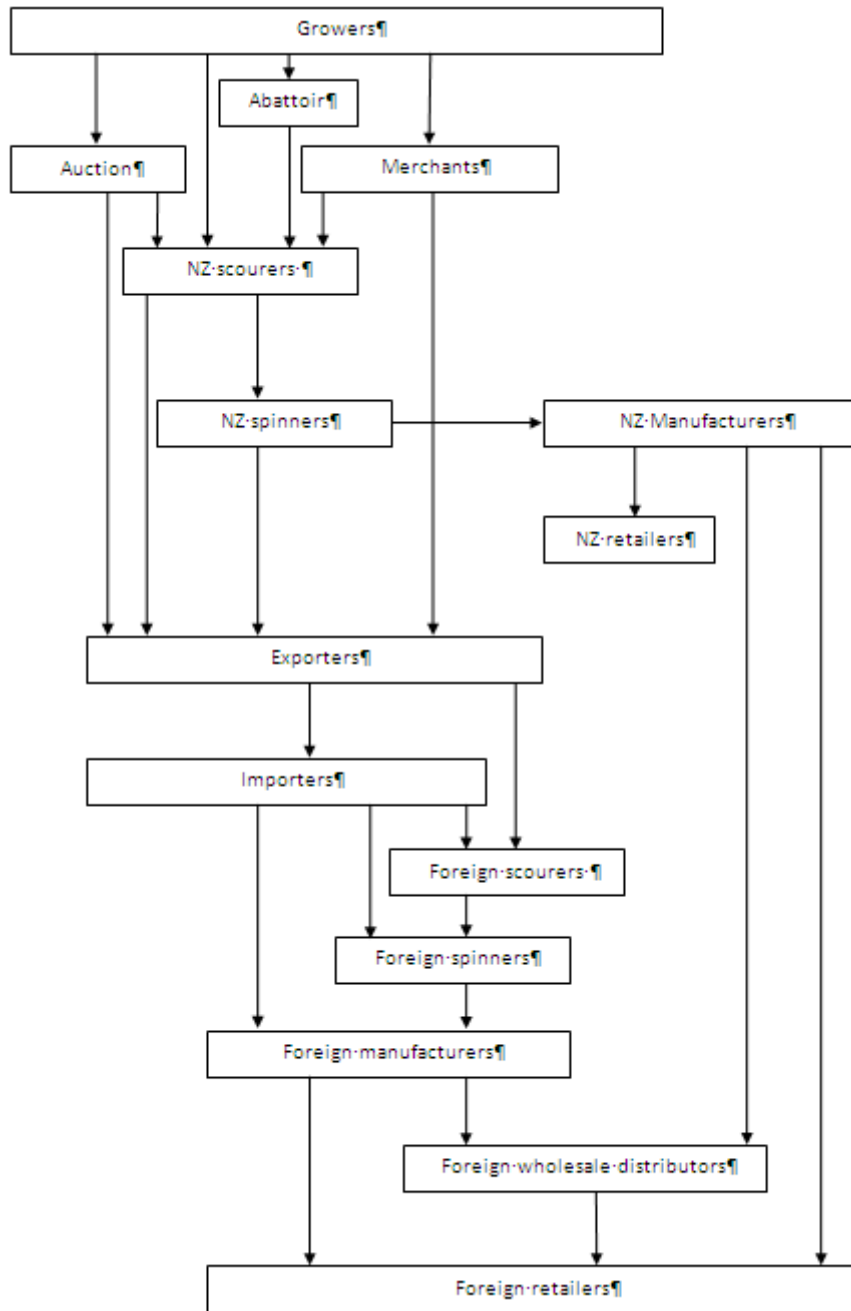 Growers¶
Abattoir¶
Auction¶
Merchants¶
NZ·scourers·¶
NZ·spinners¶
NZ·Manufacturers¶
NZ·retailers¶
Exporters¶
Importers¶
Foreign·scourers·¶
Foreign·spinners¶
Foreign·manufacturers¶
Foreign·wholesale·distributors¶
Foreign·retailers¶